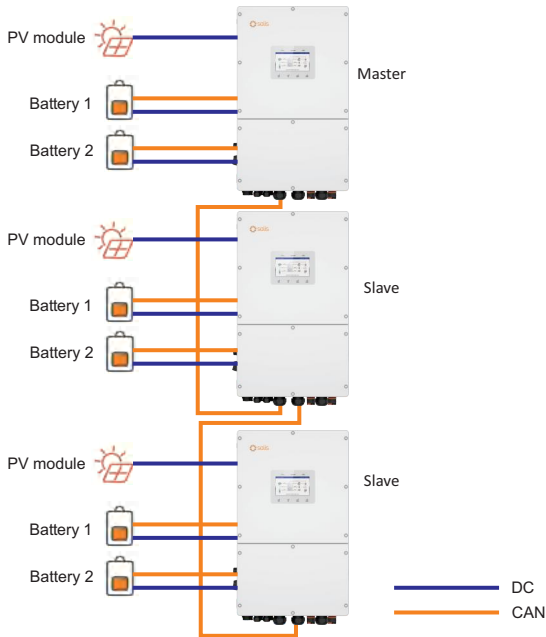 PV module
Master
Battery 1
Battery 2
PV module
Slave
Battery 1
Battery 2
PV module
Slave
Battery 1
Battery 2
DC
CAN